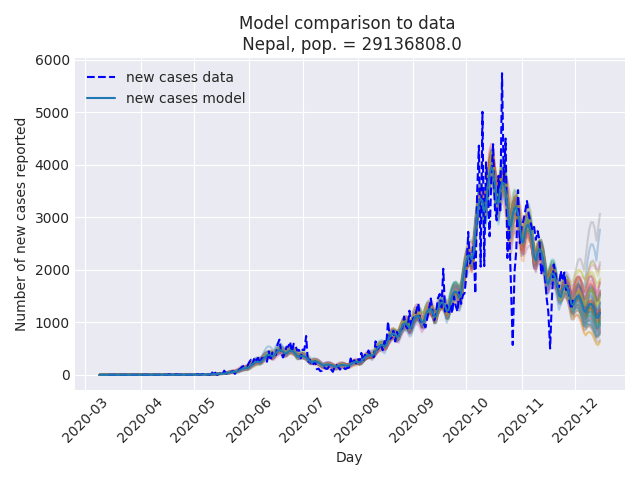 Model comparison to data
Nepal, pop. = 29136808.0
new cases data
new cases model
Number of new cases reported
6000
5000
4000
3000
2000
1000
0
2020-03
2020-04
2020-05
2020-06
2020-07
2020-08
2020-09
2020-10
2020-11
2020-12
Day